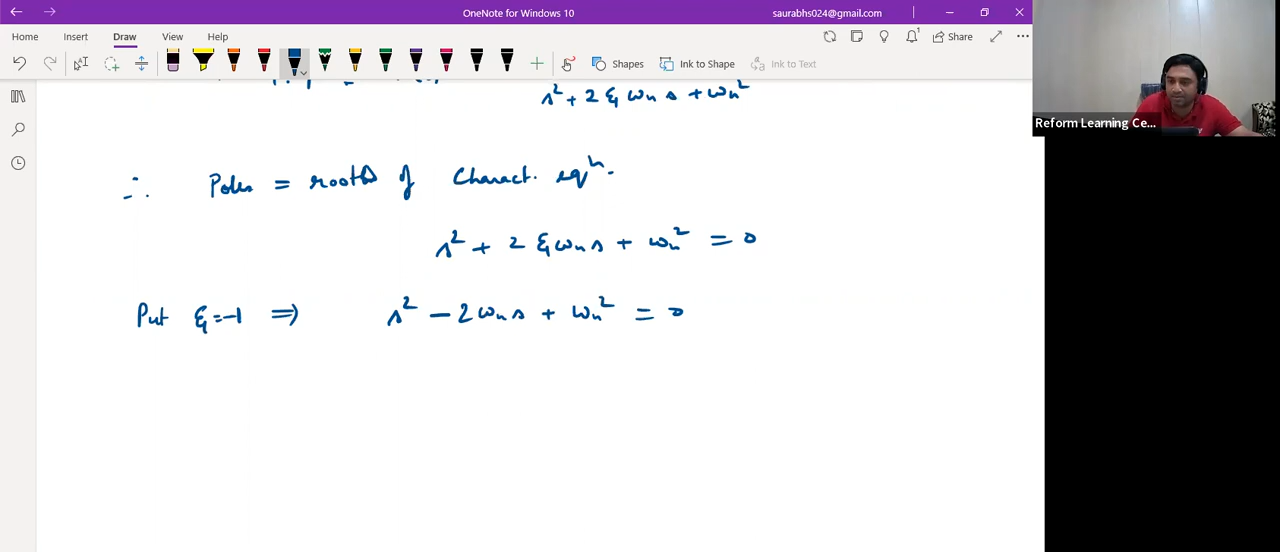 OneNote for Windows 10
saurabhs024@gmail.com
Home Insert Draw View Help
Share
Shapes
Ink to Shape
Ink to Text
Reform Learning Ce...
s² + 2 ξ ωn s + ωn²
∴ Poles = roots of Charact. eqⁿ.
s² + 2 ξ ωn s + ωn² = 0
Put ξ = -1 ⇒ s² - 2 ωn s + ωn² = 0